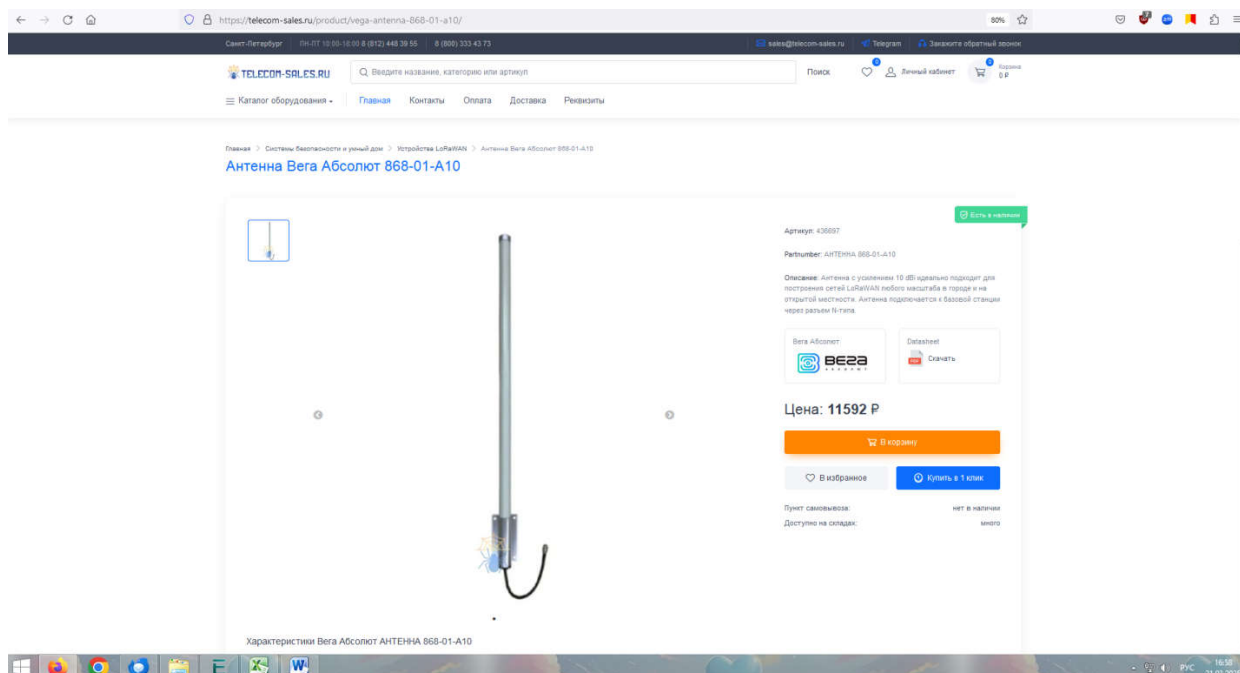 https://telecom-sales.ru/product/vega-antenna-868-01-a10/
80%
Санкт-Петербург
ПН-ПТ 10:00-18:00 8 (812) 448 39 55
8 (800) 333 43 73
sales@telecom-sales.ru
Telegram
Закажите обратный звонок
TELECOM-SALES.RU
Введите название, категорию или артикул
Поиск
0
Личный кабинет
0
Корзина
0 ₽
Каталог оборудования
Главная
Контакты
Оплата
Доставка
Реквизиты
Главная > Системы безопасности и умный дом > Устройства LoRaWAN > Антенна Вега Абсолют 868-01-A10
Антенна Вега Абсолют 868-01-A10
Есть в наличии
Артикул: 436697
Partnumber: АНТЕННА 868-01-A10
Описание: Антенна с усилением 10 dBi идеально подходит для
построения сетей LoRaWAN любого масштаба в городе и на
открытой местности. Антенна подключается к базовой станции
через разъем N-типа.
Вега Абсолют:
ВЕГА
АБСОЛЮТ
Datasheet
PDF
Скачать
Цена: 11592 ₽
В корзину
В избранное
Купить в 1 клик
Пункт самовывоза:
нет в наличии
Доступно на складах:
много
Характеристики Вега Абсолют АНТЕННА 868-01-A10
РУС
16:58